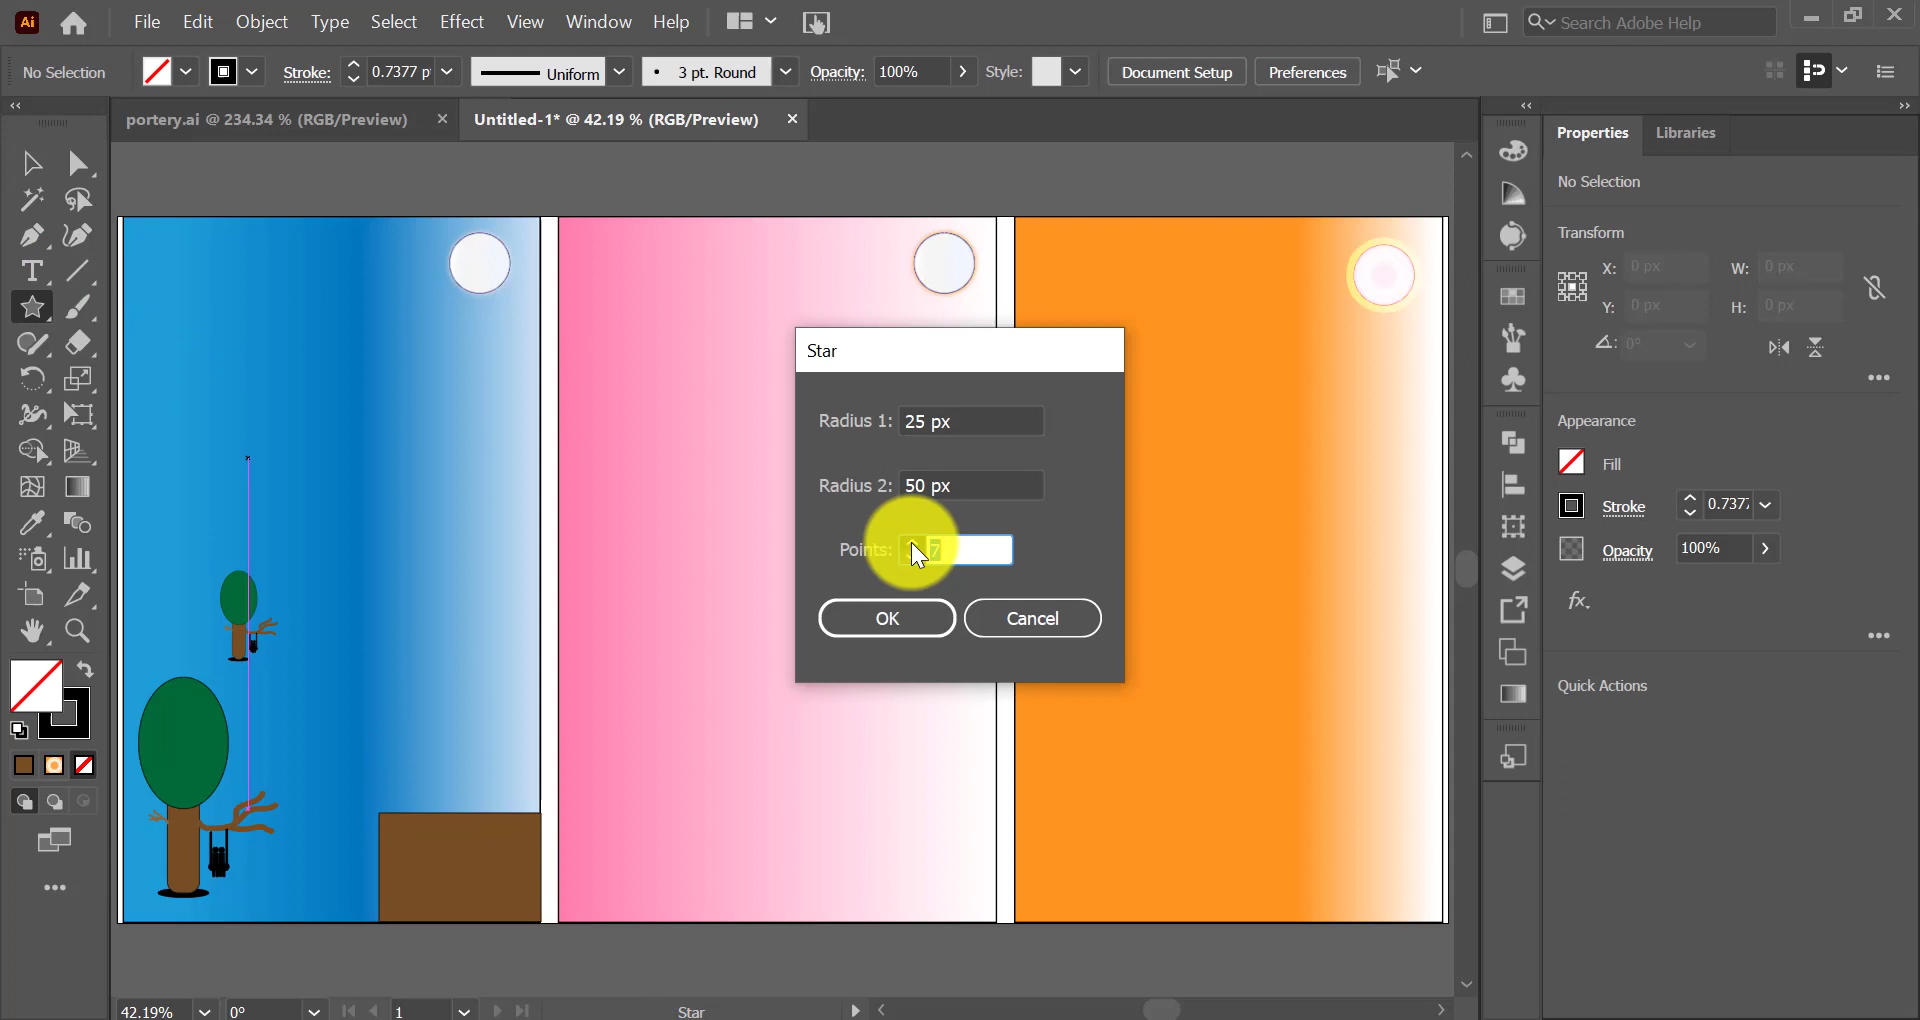 Ai File Edit Object Type Select Effect View Window Help Search Adobe Help
No Selection Stroke: 0.7377 p Uniform 3 pt. Round Opacity: 100% Style: Document Setup Preferences
portery.ai @ 234.34 % (RGB/Preview) Untitled-1* @ 42.19 % (RGB/Preview)
Properties Libraries
No Selection
Transform
X: 0 px W: 0 px
Y: 0 px H: 0 px
0°
Appearance
Fill
Stroke 0.737
Opacity 100%
fx
Quick Actions
Star
Radius 1: 25 px
Radius 2: 50 px
Points: 7
OK Cancel
42.19% 0° 1 Star